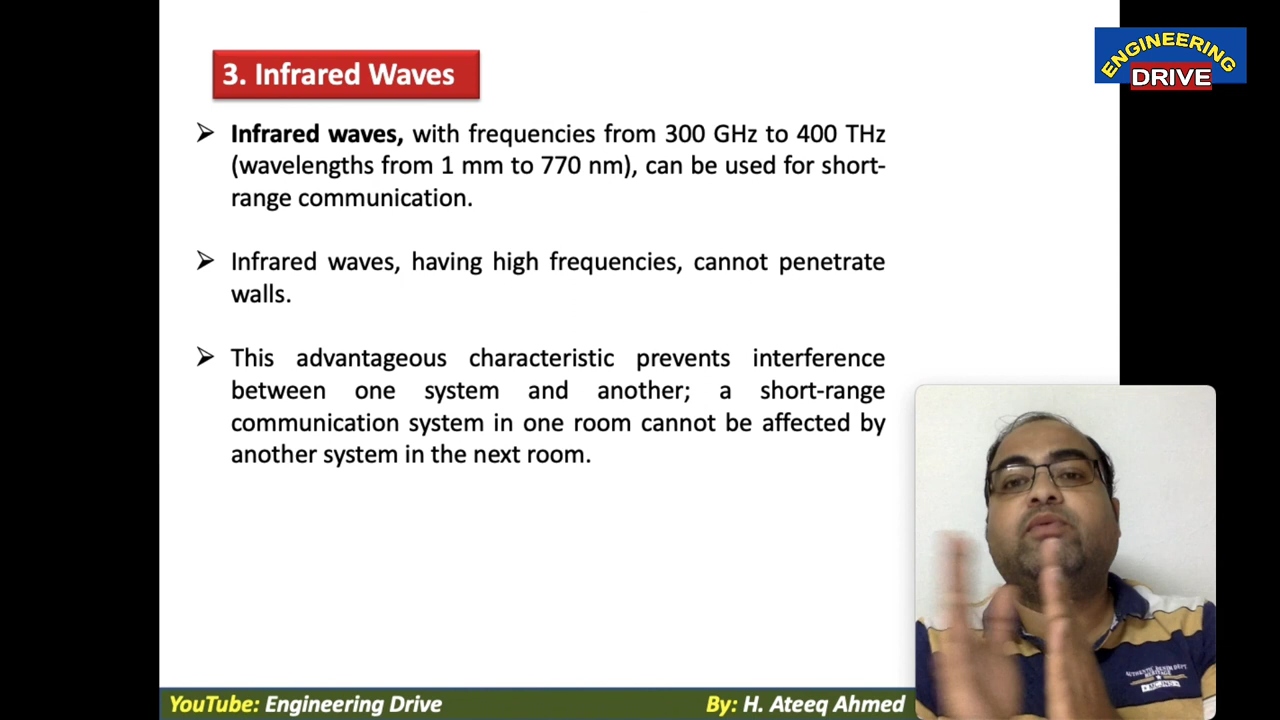 3. Infrared Waves
ENGINEERING
DRIVE
➢ Infrared waves, with frequencies from 300 GHz to 400 THz
(wavelengths from 1 mm to 770 nm), can be used for short-
range communication.
➢ Infrared waves, having high frequencies, cannot penetrate
walls.
➢ This advantageous characteristic prevents interference
between one system and another; a short-range
communication system in one room cannot be affected by
another system in the next room.
YouTube: Engineering Drive
By: H. Ateeq Ahmed